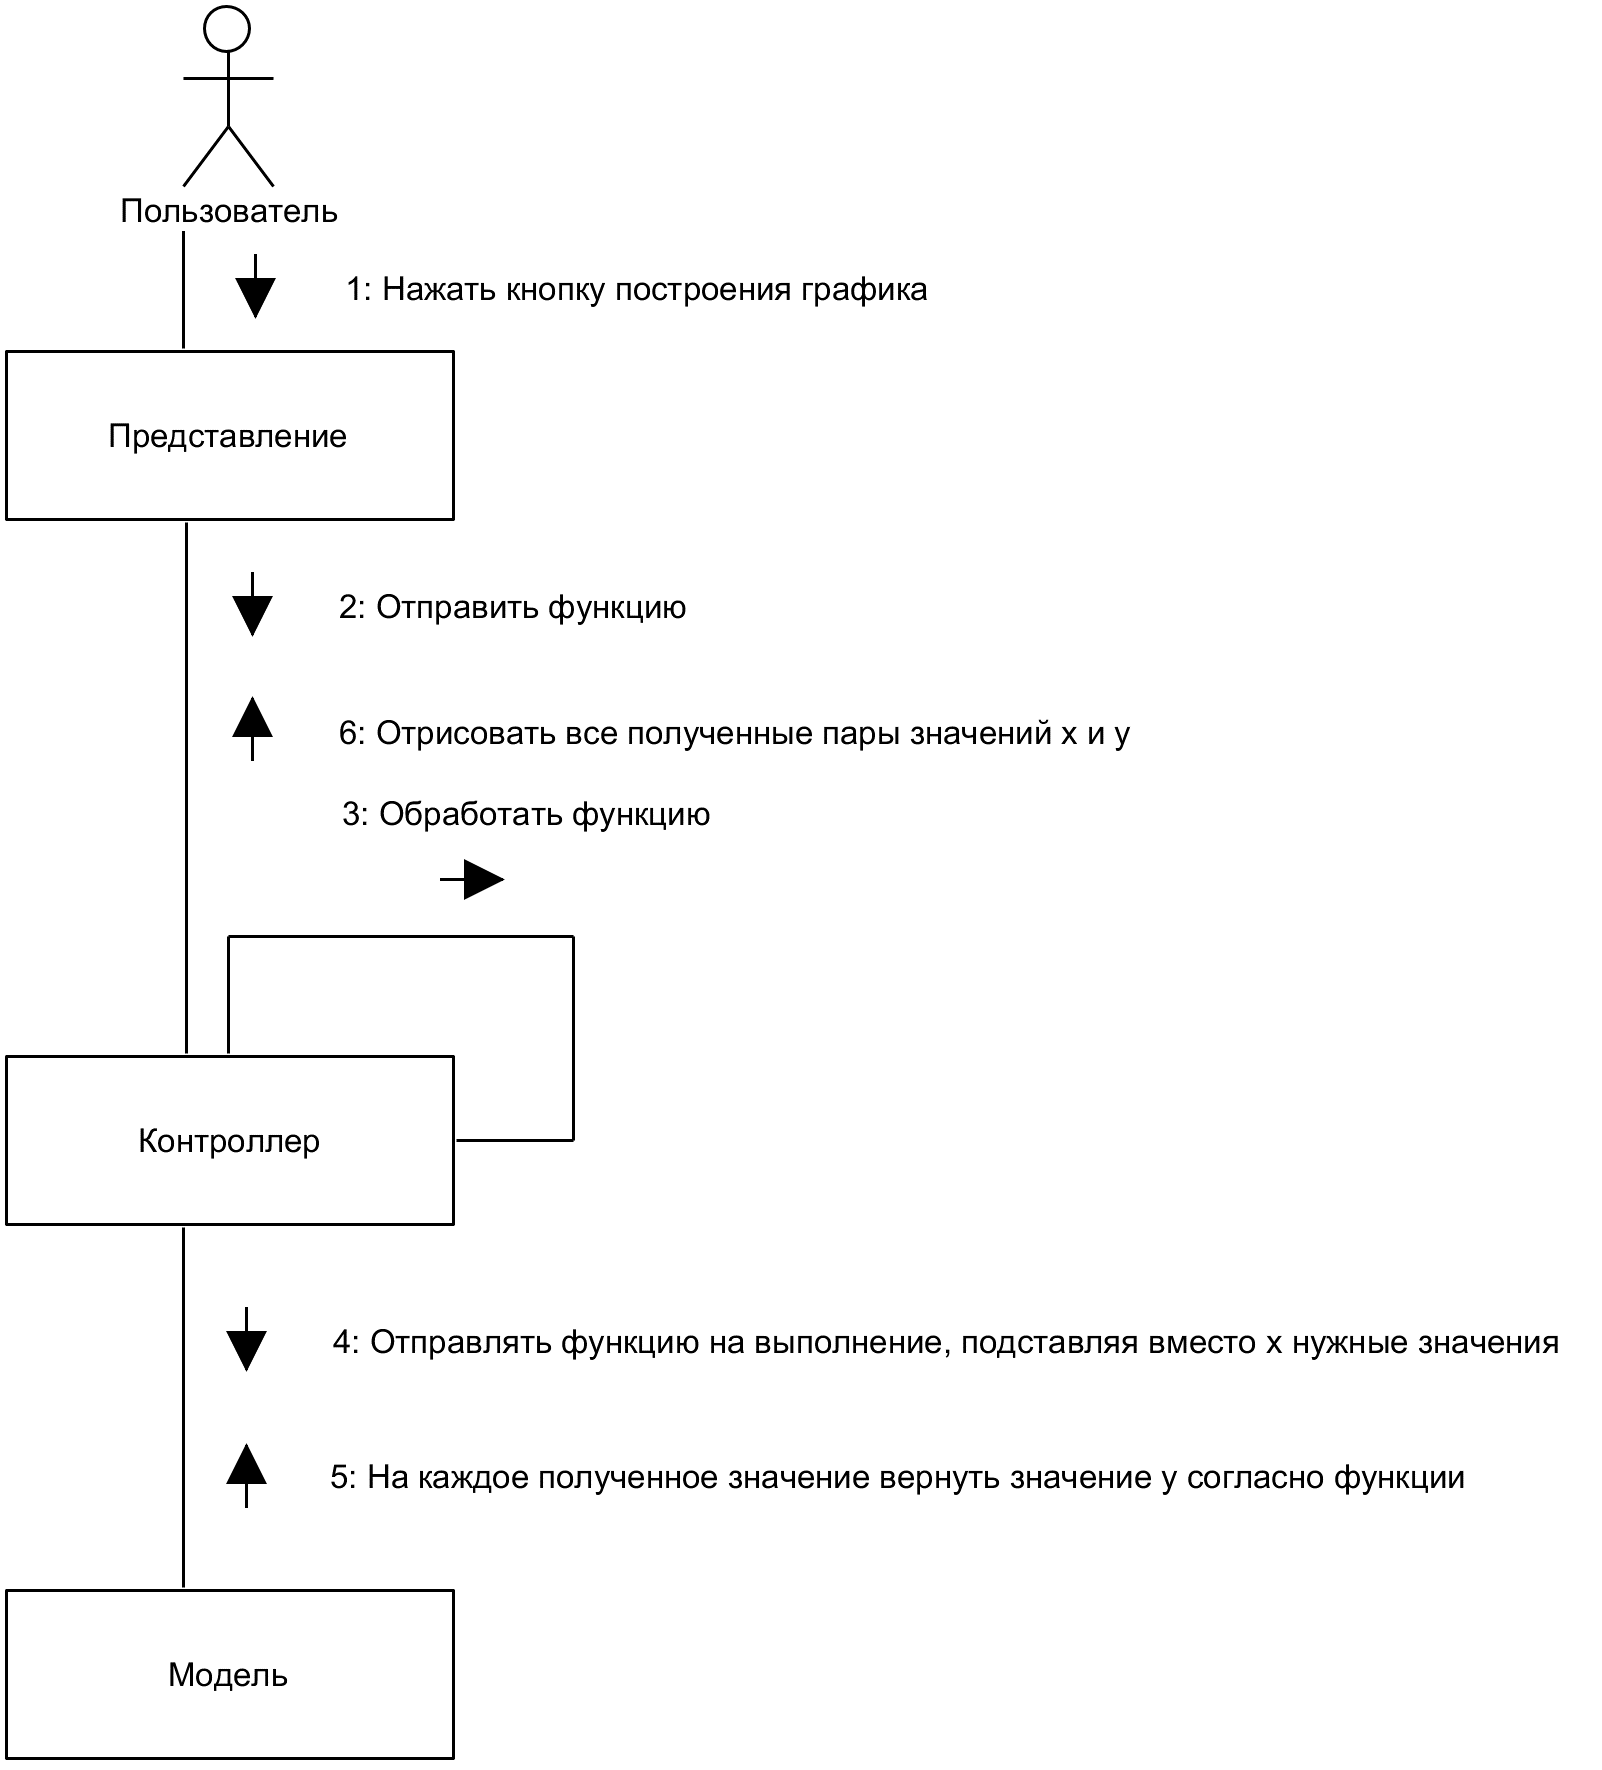 Пользователь
1: Нажать кнопку построения графика
Представление
2: Отправить функцию
6: Отрисовать все полученные пары значений x и y
3: Обработать функцию
Контроллер
4: Отправлять функцию на выполнение, подставляя вместо x нужные значения
5: На каждое полученное значение вернуть значение y согласно функции
Модель